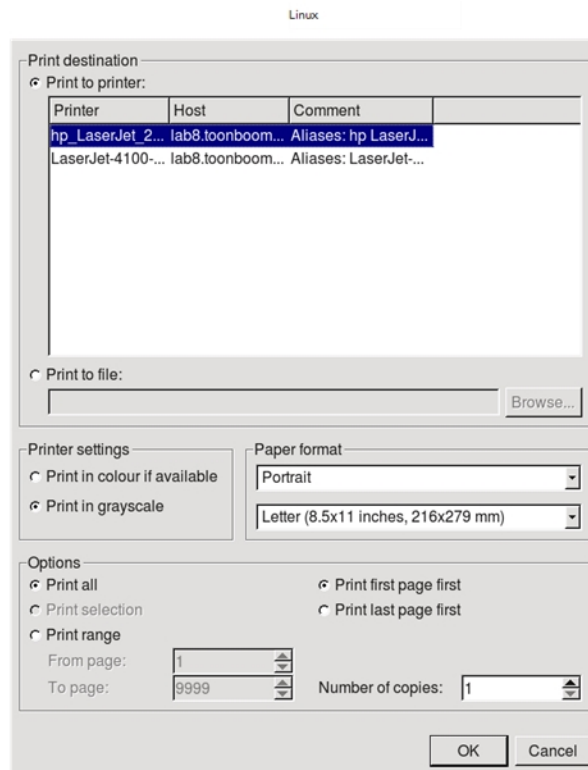 Linux
Print destination
Print to printer:
Printer Host Comment
hp_LaserJet_2... lab8.toonboom... Aliases: hp LaserJ...
LaserJet-4100-... lab8.toonboom... Aliases: LaserJet-...
Print to file:
Browse...
Printer settings
Print in colour if available
Print in grayscale
Paper format
Portrait
Letter (8.5x11 inches, 216x279 mm)
Options
Print all
Print selection
Print range
From page: 1
To page: 9999
Print first page first
Print last page first
Number of copies: 1
OK Cancel